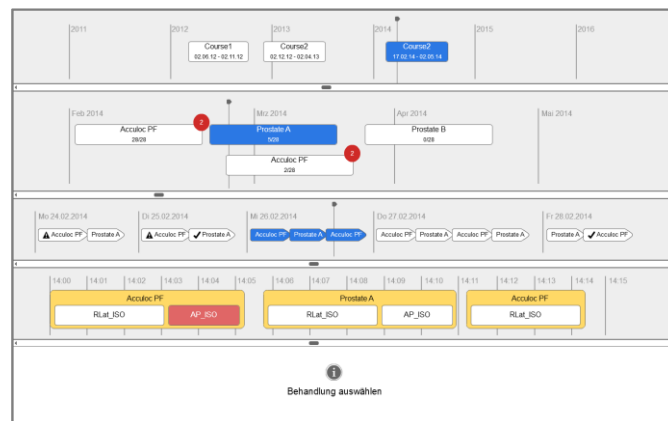 2011 2012 2013 2014 2015 2016
Course1 Course2 Course2
02.06.12 - 02.11.12 02.12.12 - 02.04.13 17.02.14 - 02.05.14
Feb 2014 Mrz 2014 Apr 2014 Mai 2014
Acculoc PF 2 Prostate A Prostate B
28/28 5/28 0/28
Acculoc PF 2
2/28
Mo 24.02.2014 Di 25.02.2014 Mi 26.02.2014 Do 27.02.2014 Fr 28.02.2014
Acculoc PF Prostate A Acculoc PF Prostate A Acculoc PF Prostate A Acculoc PF Acculoc PF Prostate A Acculoc PF Prostate A Prostate A Acculoc PF
14:00 14:01 14:02 14:03 14:04 14:05 14:06 14:07 14:08 14:09 14:10 14:11 14:12 14:13 14:14 14:15
Acculoc PF Prostate A Acculoc PF
RLat_ISO AP_ISO RLat_ISO AP_ISO RLat_ISO
Behandlung auswählen